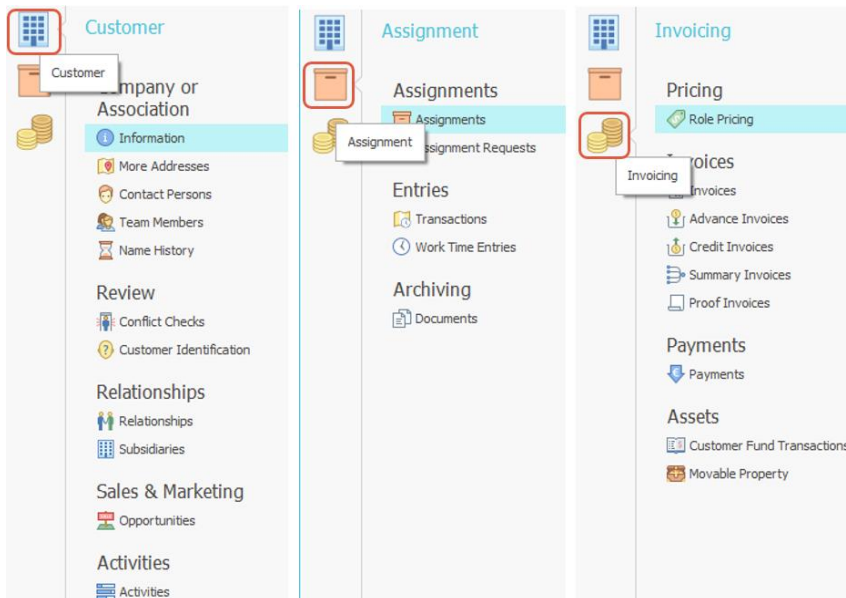 Customer
Customer
Company or
Association
Information
More Addresses
Contact Persons
Team Members
Name History
Review
Conflict Checks
Customer Identification
Relationships
Relationships
Subsidiaries
Sales & Marketing
Opportunities
Activities
Activities
Assignment
Assignments
Assignments
Assignment
Assignment Requests
Entries
Transactions
Work Time Entries
Archiving
Documents
Invoicing
Pricing
Role Pricing
Invoices
Invoicing
Invoices
Advance Invoices
Credit Invoices
Summary Invoices
Proof Invoices
Payments
Payments
Assets
Customer Fund Transactions
Movable Property